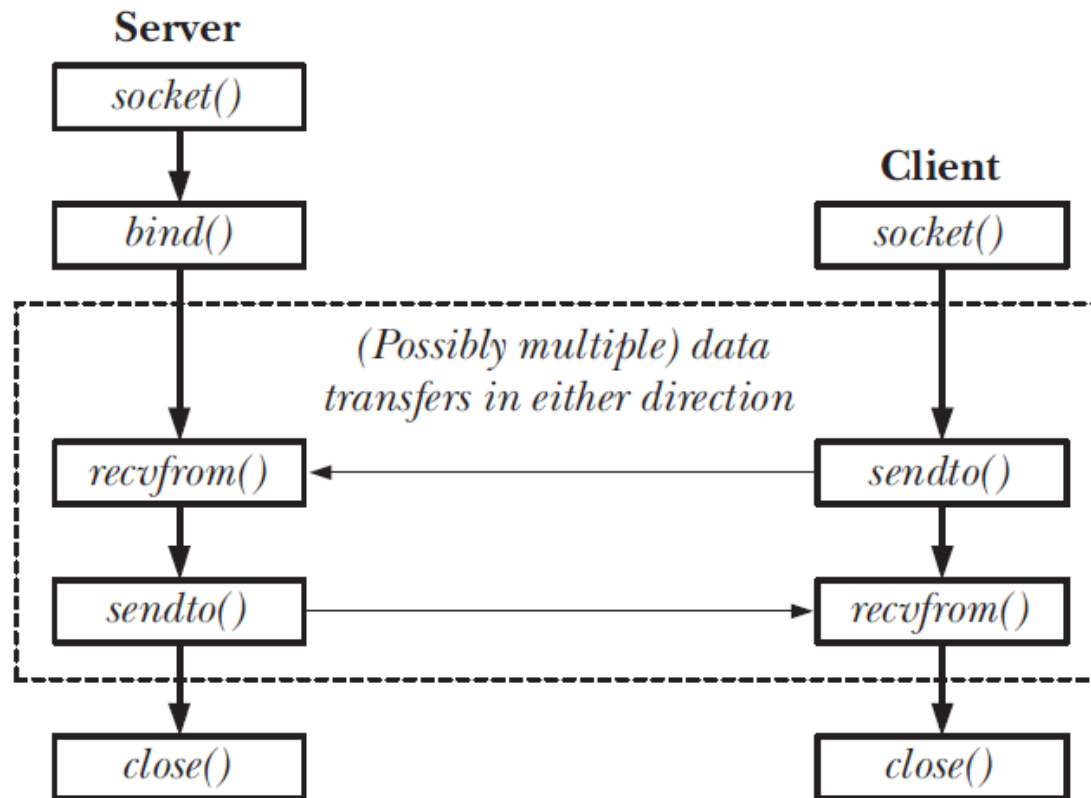 Server
socket()
Client
bind()
socket()
(Possibly multiple) data
transfers in either direction
recvfrom()
sendto()
sendto()
recvfrom()
close()
close()